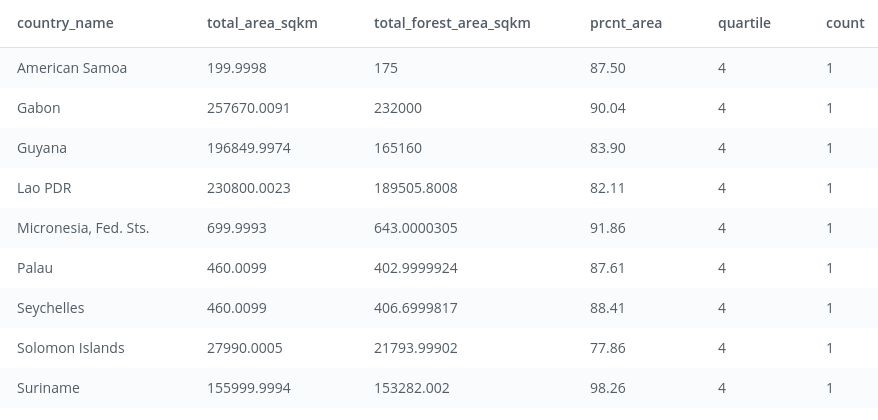 country_name total_area_sqkm total_forest_area_sqkm prcnt_area quartile count
American Samoa 199.9998 175 87.50 4 1
Gabon 257670.0091 232000 90.04 4 1
Guyana 196849.9974 165160 83.90 4 1
Lao PDR 230800.0023 189505.8008 82.11 4 1
Micronesia, Fed. Sts. 699.9993 643.0000305 91.86 4 1
Palau 460.0099 402.9999924 87.61 4 1
Seychelles 460.0099 406.6999817 88.41 4 1
Solomon Islands 27990.0005 21793.99902 77.86 4 1
Suriname 155999.9994 153282.002 98.26 4 1